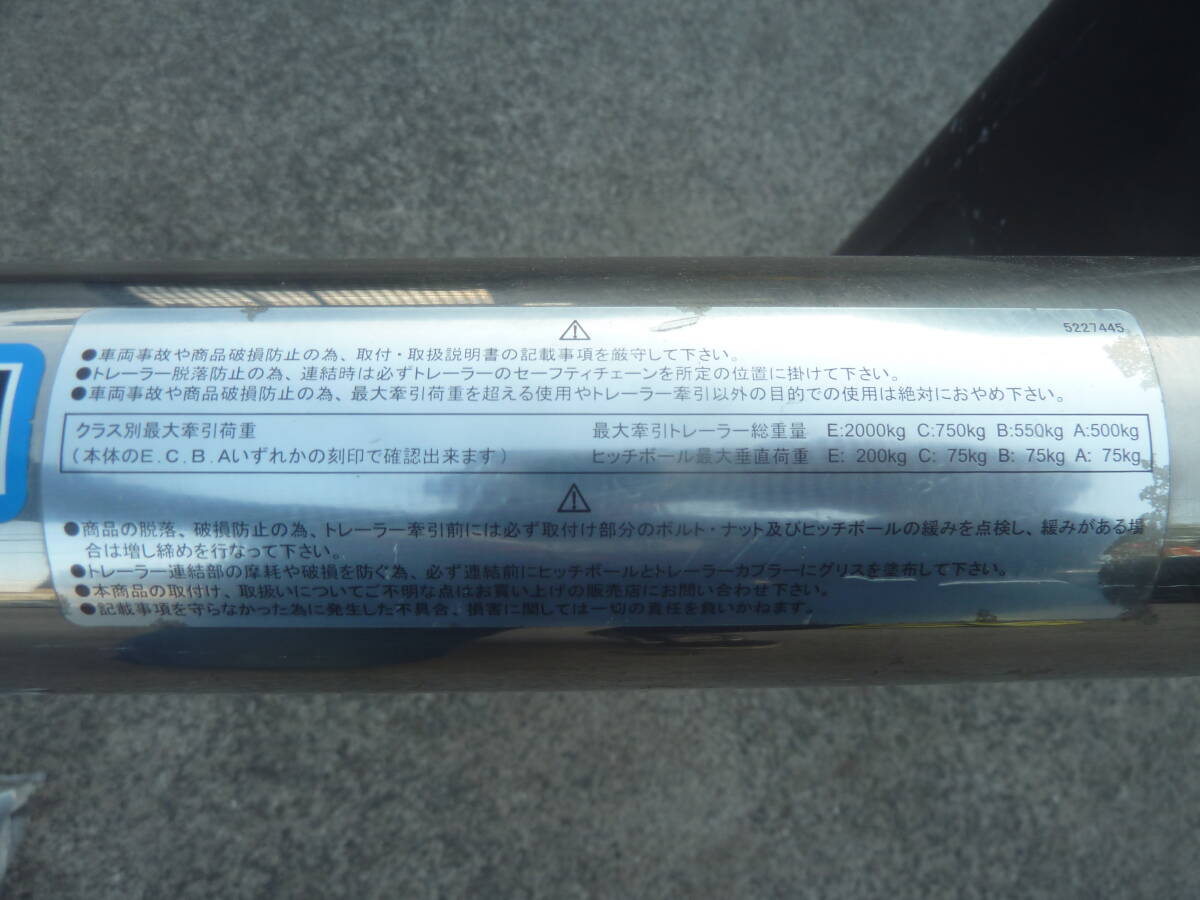 5227445
●車両事故や商品破損防止の為、取付・取扱説明書の記載事項を厳守して下さい。
●トレーラー脱落防止の為、連結時は必ずトレーラーのセーフティチェーンを所定の位置に掛けて下さい。
●車両事故や商品破損防止の為、最大牽引荷重を超える使用やトレーラー牽引以外の目的での使用は絶対におやめ下さい。
クラス別最大牽引荷重 最大牽引トレーラー総重量 E:2000kg C:750kg B:550kg A:500kg
(本体のE.C.B.Aいずれかの刻印で確認出来ます) ヒッチボール最大垂直荷重 E: 200kg C: 75kg B: 75kg A: 75kg
●商品の脱落、破損防止の為、トレーラー牽引前には必ず取付け部分のボルト・ナット及びヒッチボールの緩みを点検し、緩みがある場
合は増し締めを行なって下さい。
●トレーラー連結部の摩耗や破損を防ぐ為、必ず連結前にヒッチボールとトレーラーカプラーにグリスを塗布して下さい。
●本商品の取付け、取扱いについてご不明な点はお買い上げの販売店にお問い合わせ下さい。
●記載事項を守らなかった為に発生した不具合、損害に関しては一切の責任を負いかねます。